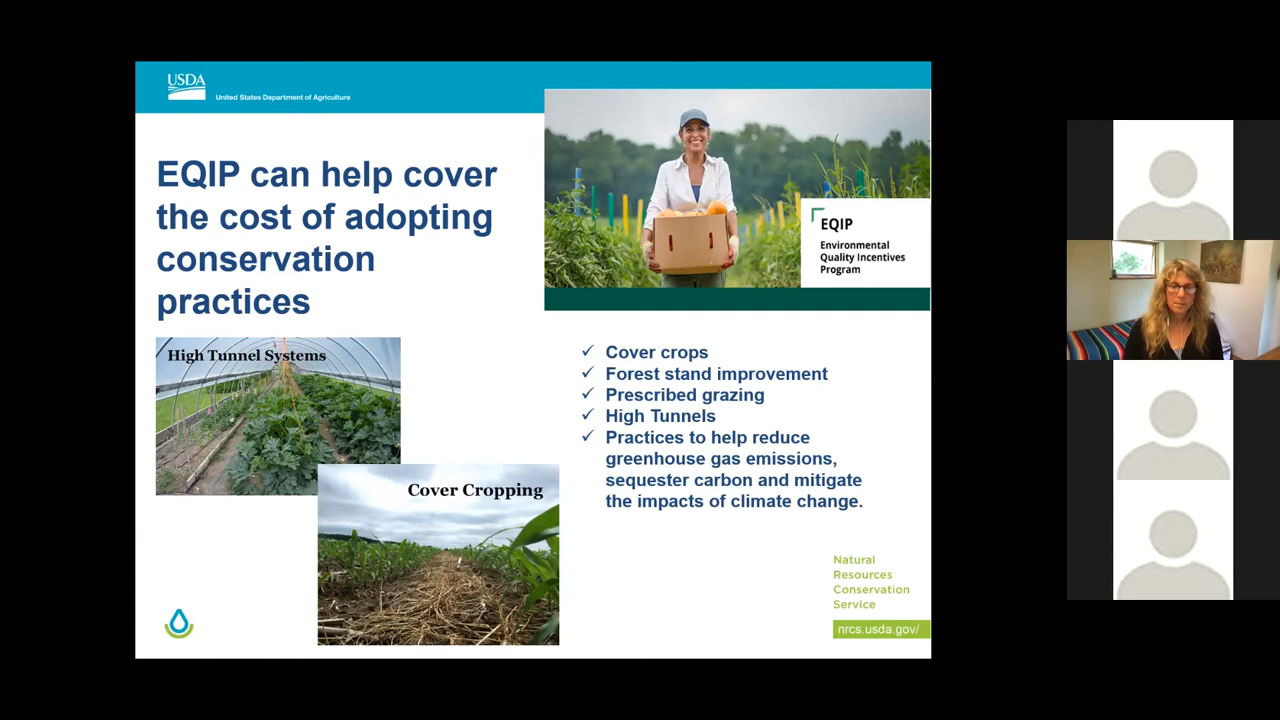 USDA
United States Department of Agriculture
EQIP can help cover
the cost of adopting
conservation
practices
EQIP
Environmental
Quality Incentives
Program
High Tunnel Systems
Cover Cropping
✓ Cover crops
✓ Forest stand improvement
✓ Prescribed grazing
✓ High Tunnels
✓ Practices to help reduce
greenhouse gas emissions,
sequester carbon and mitigate
the impacts of climate change.
Natural
Resources
Conservation
Service
nrcs.usda.gov/